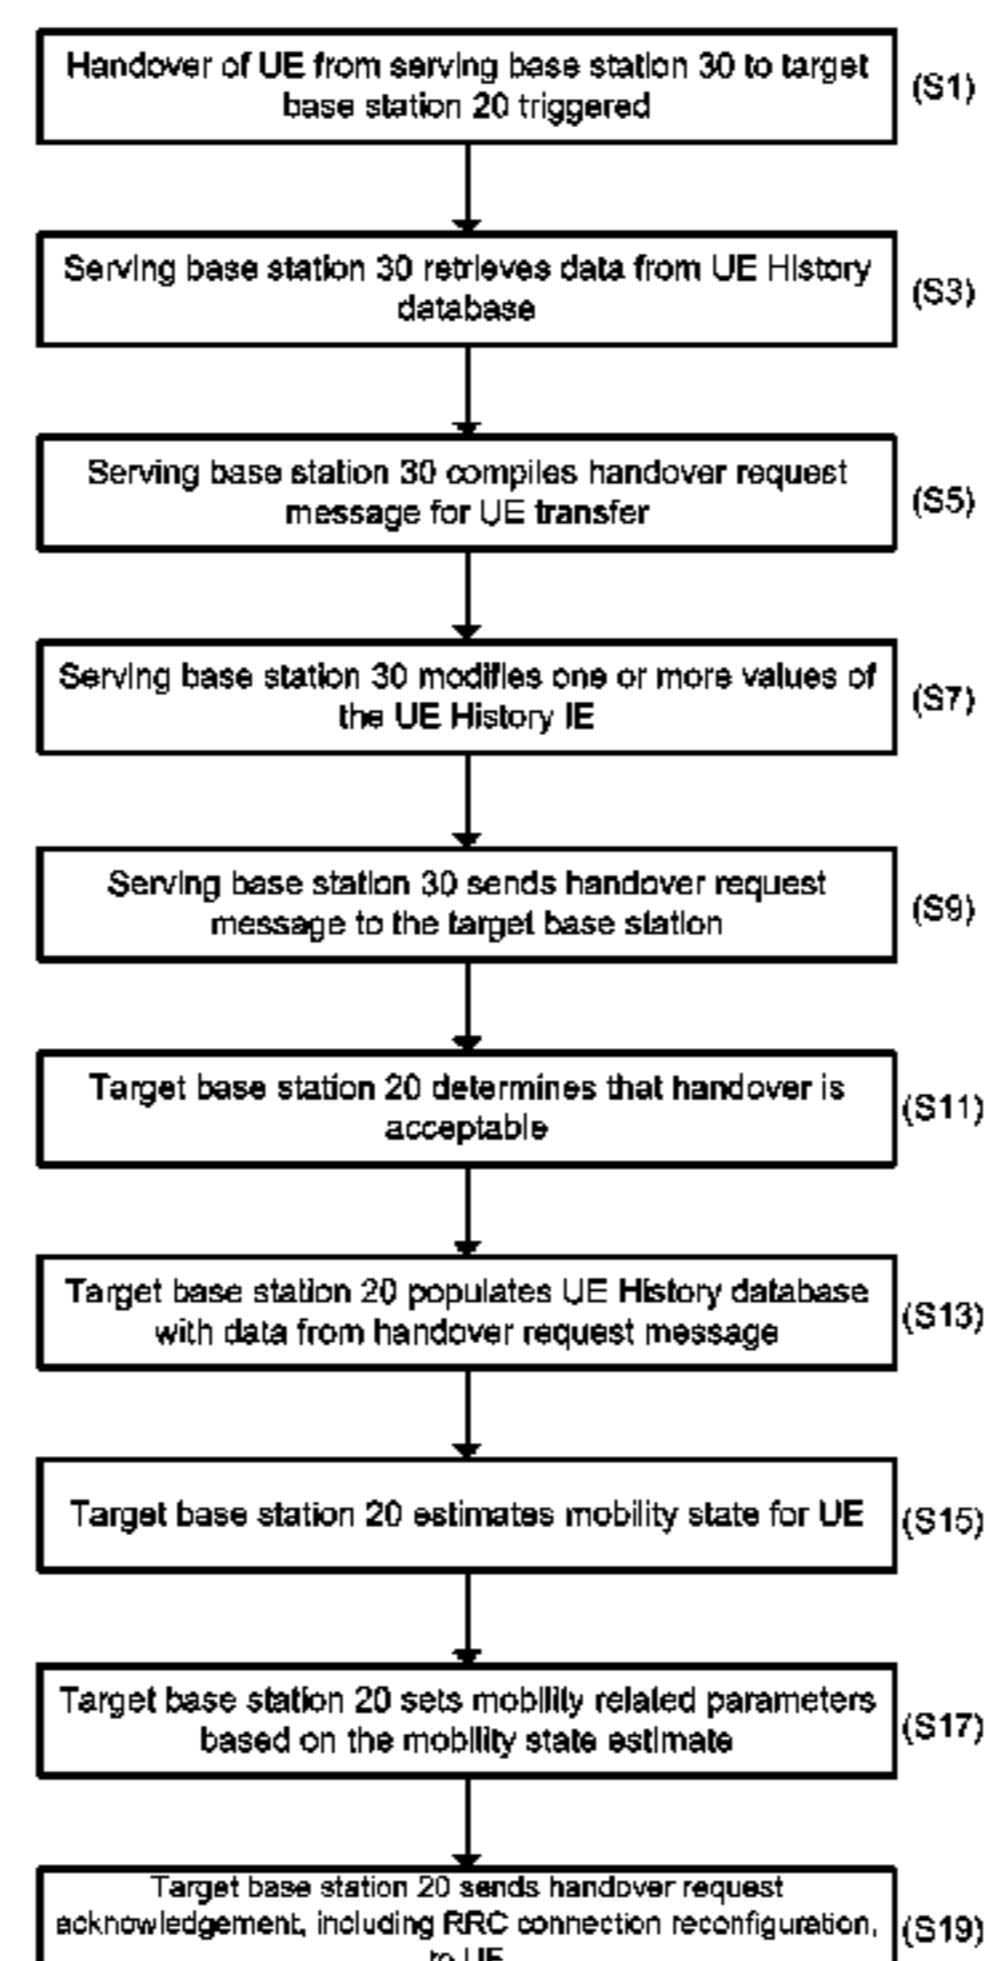 Handover of UE from serving base station 30 to target
base station 20 triggered
(S1)
Serving base station 30 retrieves data from UE History
database
(S3)
Serving base station 30 compiles handover request
message for UE transfer
(S5)
Serving base station 30 modifies one or more values of
the UE History IE
(S7)
Serving base station 30 sends handover request
message to the target base station
(S9)
Target base station 20 determines that handover is
acceptable
(S11)
Target base station 20 populates UE History database
with data from handover request message
(S13)
Target base station 20 estimates mobility state for UE
(S15)
Target base station 20 sets mobility related parameters
based on the mobility state estimate
(S17)
Target base station 20 sends handover request
acknowledgement, including RRC connection reconfiguration,
to UE
(S19)